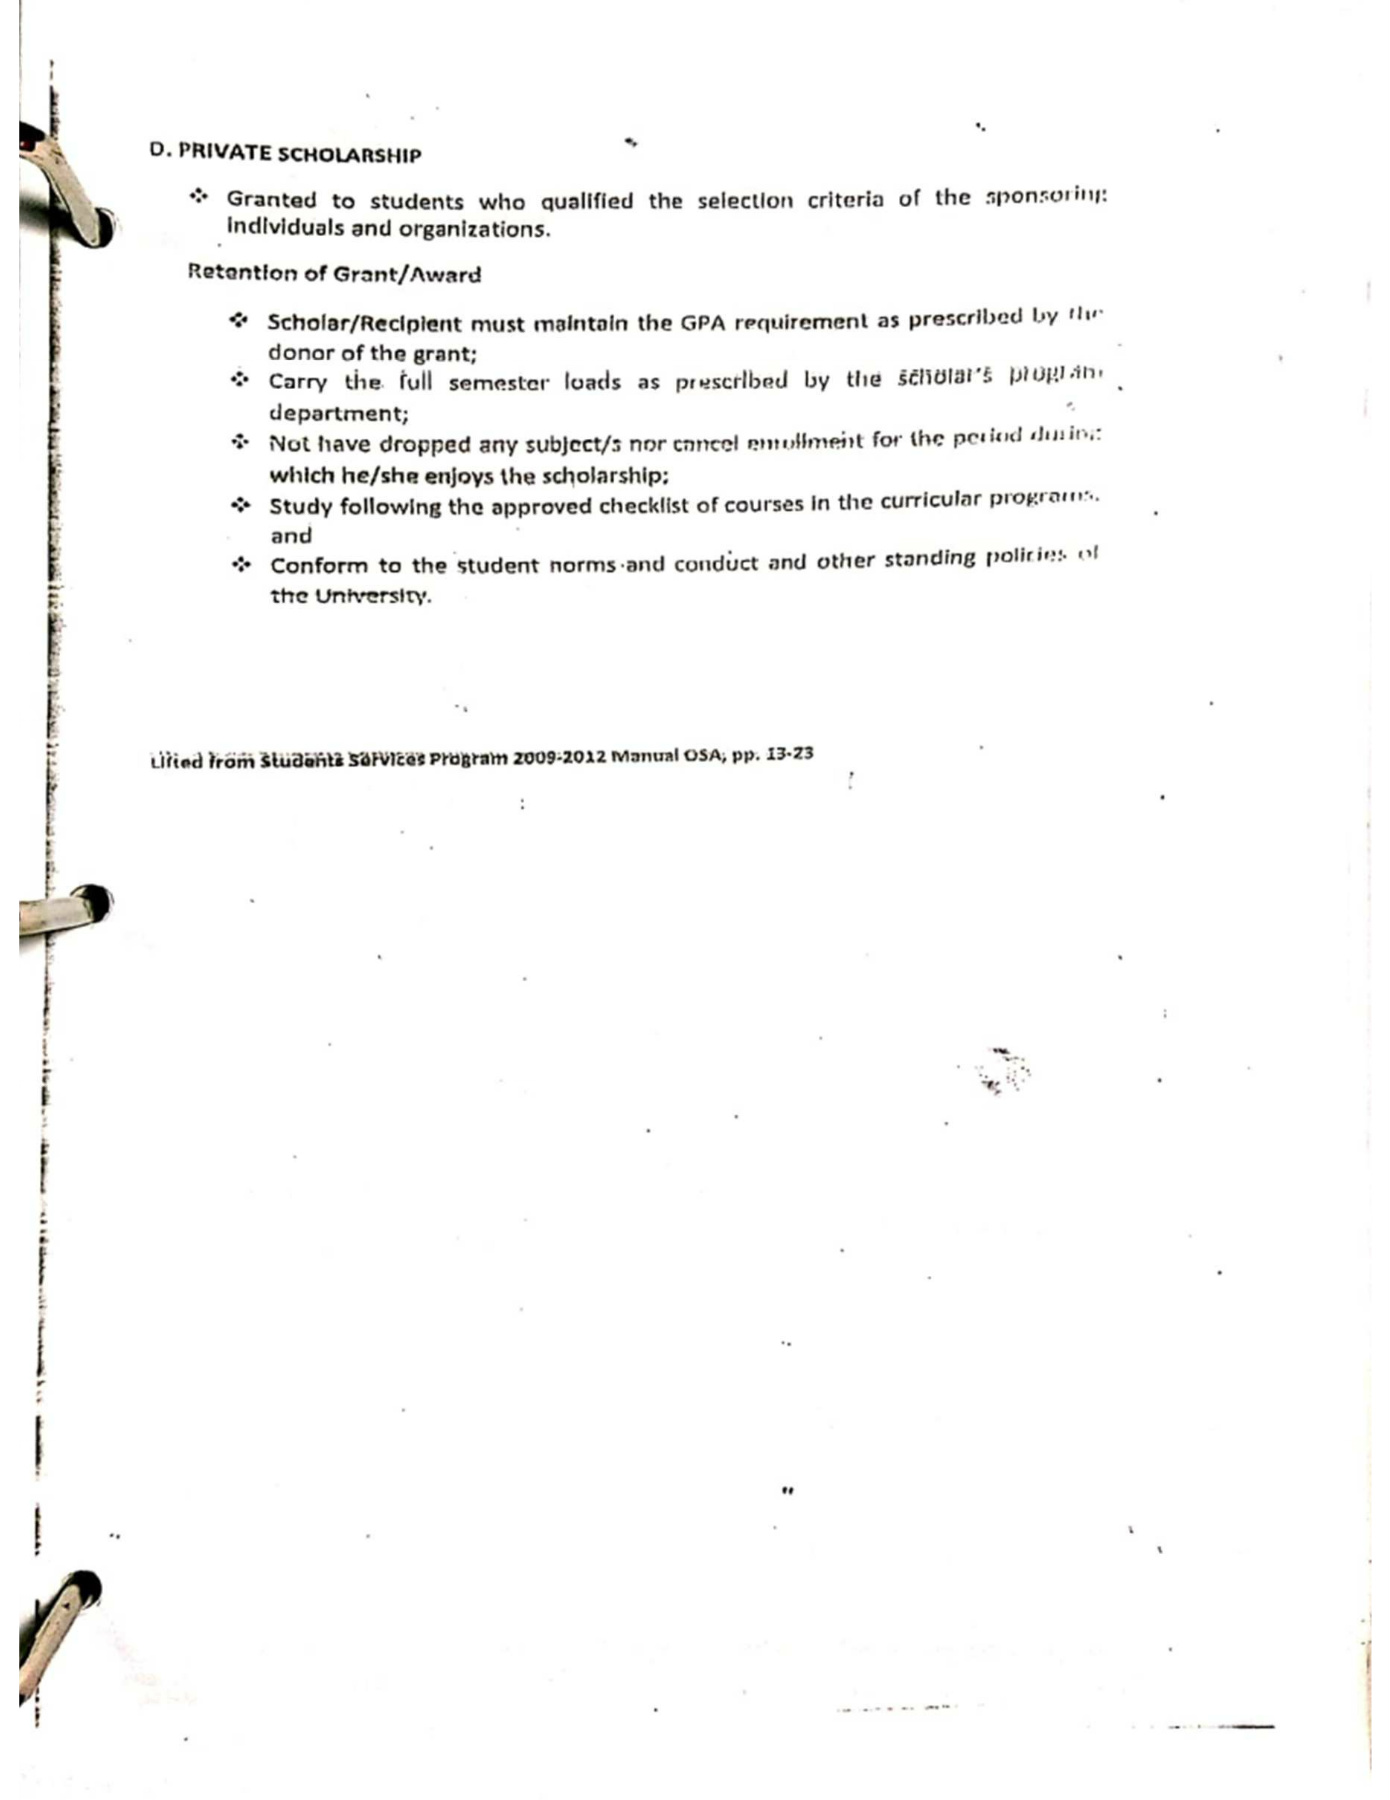 D. PRIVATE SCHOLARSHIP
❖ Granted to students who qualified the selection criteria of the sponsoring
individuals and organizations.
Retention of Grant/Award
❖ Scholar/Recipient must maintain the GPA requirement as prescribed by the
donor of the grant;
❖ Carry the full semester loads as prescribed by the scholar's program
department;
❖ Not have dropped any subject/s nor cancel enrollment for the period during
which he/she enjoys the scholarship;
❖ Study following the approved checklist of courses in the curricular programs.
and
❖ Conform to the student norms and conduct and other standing policies of
the University.
Lifted from Students Services Program 2009-2012 Manual OSA, pp. 13-23